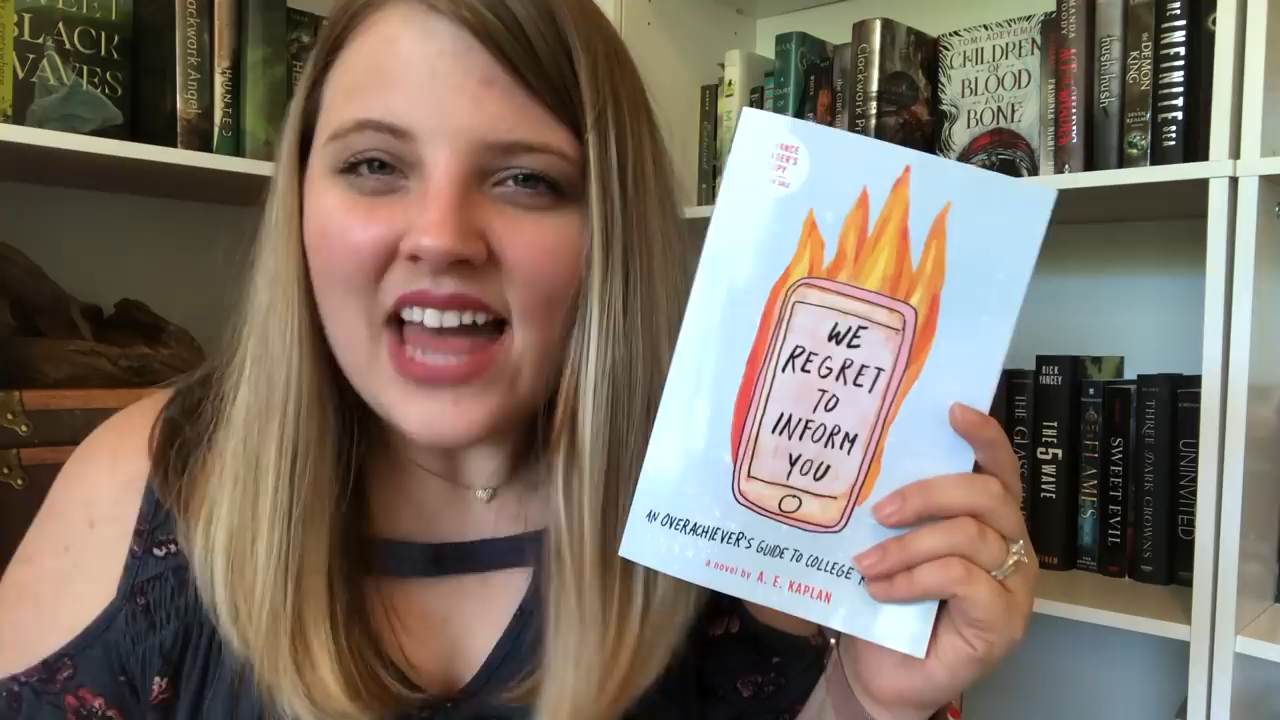 SWEET
BLACK
WAVES
Clockwork Angel
HUNTED
Clockwork
TOMI ADEYEMI
CHILDREN
OF
BLOOD
AND
BONE
hush, hush
THE
DEMON
KING
THE INFINITE SEA
WE
REGRET
TO
INFORM
YOU
AN OVERACHIEVER'S GUIDE TO COLLEGE
a novel by A. E. KAPLAN
RICK
YANCEY
THE 5 WAVE
FLAMES
SWEET EVIL
THREE DARK CROWNS
UNINVITED